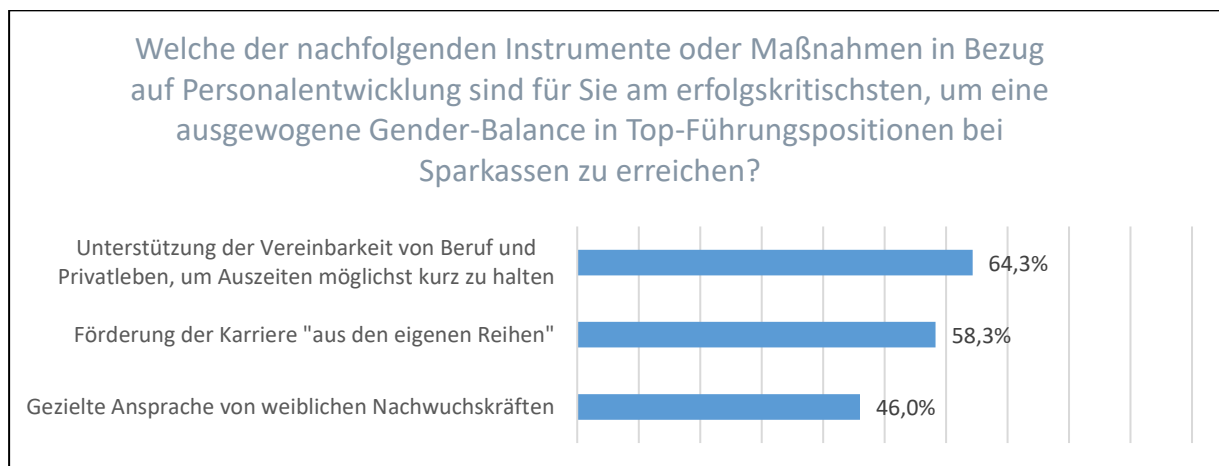 Welche der nachfolgenden Instrumente oder Maßnahmen in Bezug
auf Personalentwicklung sind für Sie am erfolgskritischsten, um eine
ausgewogene Gender-Balance in Top-Führungspositionen bei
Sparkassen zu erreichen?
Unterstützung der Vereinbarkeit von Beruf und
Privatleben, um Auszeiten möglichst kurz zu halten
64,3%
Förderung der Karriere "aus den eigenen Reihen"
58,3%
Gezielte Ansprache von weiblichen Nachwuchskräften
46,0%